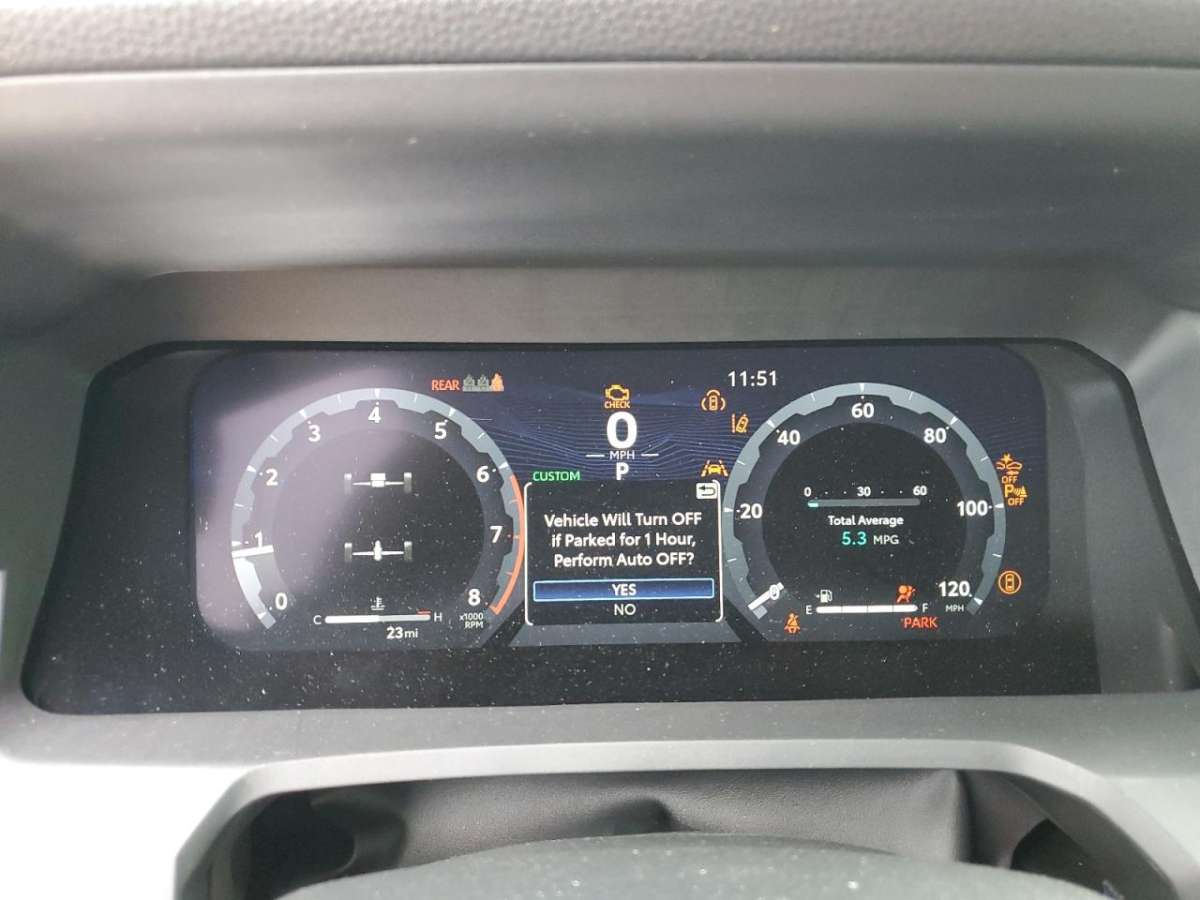 REAR
CHECK
11:51
0
MPH
P
CUSTOM
Vehicle Will Turn OFF
if Parked for 1 Hour,
Perform Auto OFF?
YES
NO
0
1
2
3
4
5
6
7
8
x1000
RPM
C
H
23mi
0
20
40
60
80
100
120
MPH
0 30 60
Total Average
5.3 MPG
E
F
PARK
OFF
P
OFF